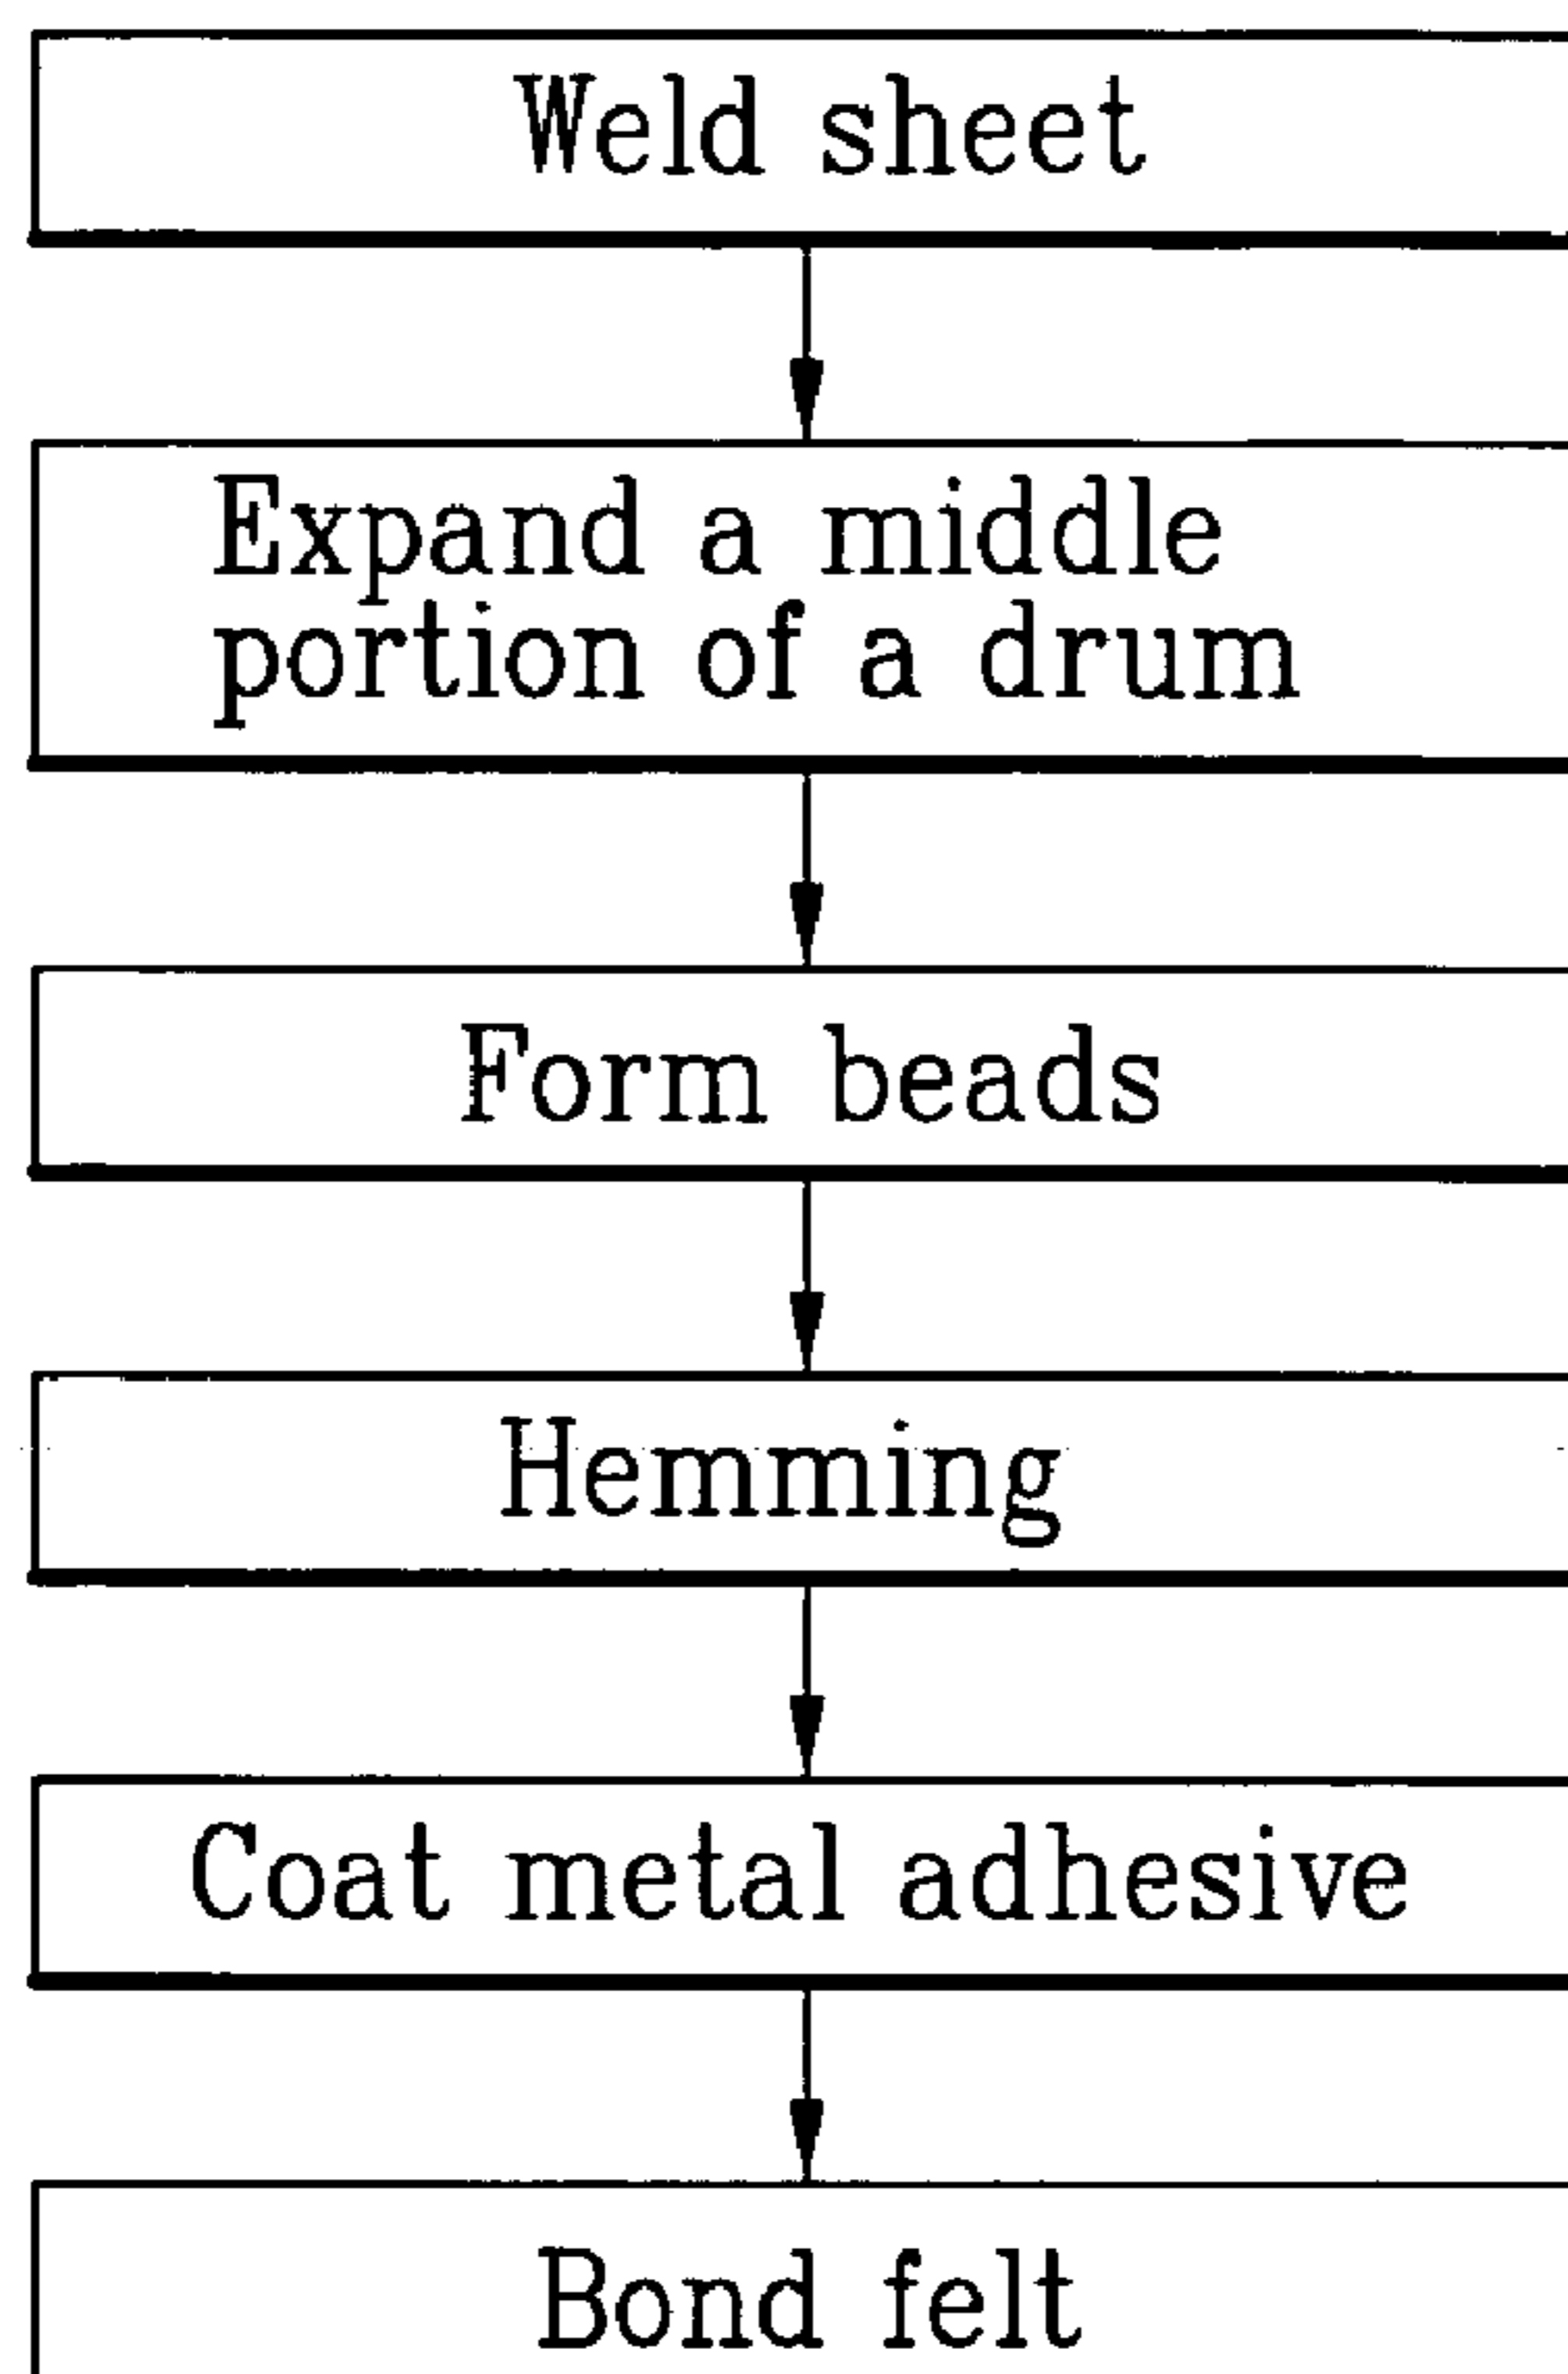 Weld sheet
Expand a middle
portion of a drum
Form beads
Hemming
Coat metal adhesive
Bond felt